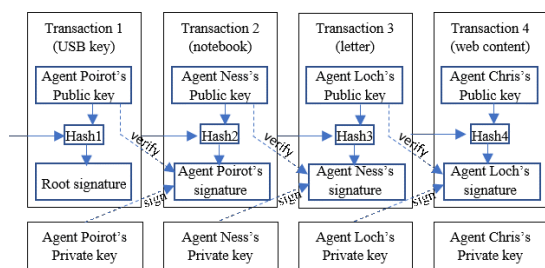 Transaction 1
(USB key)
Agent Poirot's
Public key
Hash1
Root signature
verify
Transaction 2
(notebook)
Agent Ness's
Public key
Hash2
Agent Poirot's
signature
sign
verify
Transaction 3
(letter)
Agent Loch's
Public key
Hash3
Agent Ness's
signature
sign
verify
Transaction 4
(web content)
Agent Chris's
Public key
Hash4
Agent Loch's
signature
sign
Agent Poirot's
Private key
Agent Ness's
Private key
Agent Loch's
Private key
Agent Chris's
Private key